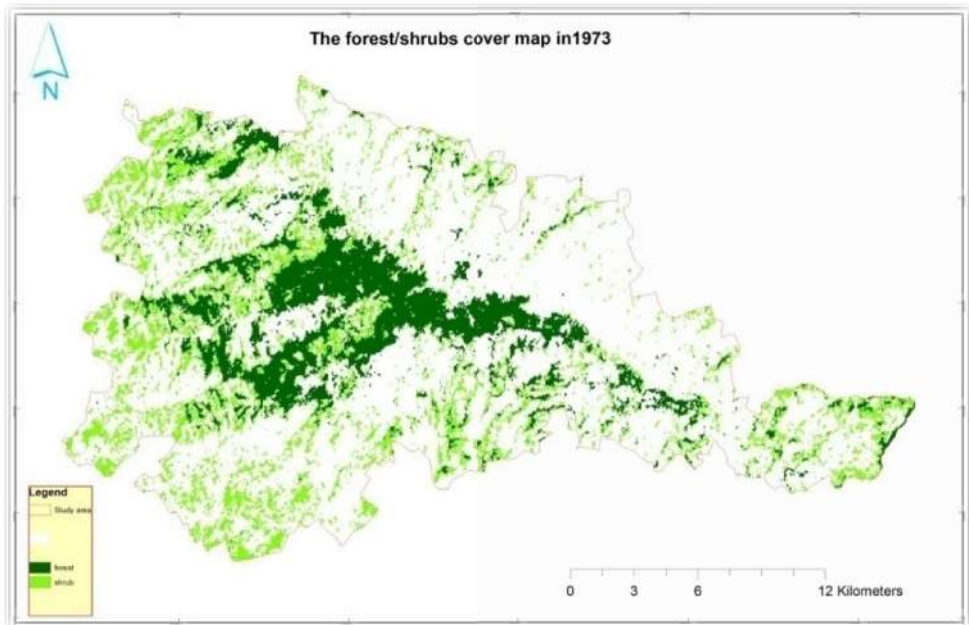 The forest/shrubs cover map in1973
N
Legend
Study area
forest
shrub
0 3 6 12 Kilometers